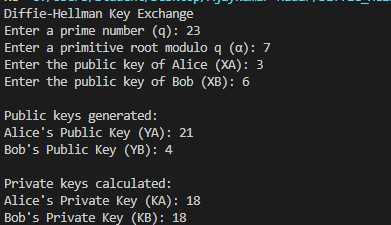 Diffie-Hellman Key Exchange
Enter a prime number (q): 23
Enter a primitive root modulo q (α): 7
Enter the public key of Alice (XA): 3
Enter the public key of Bob (XB): 6
Public keys generated:
Alice's Public Key (YA): 21
Bob's Public Key (YB): 4
Private keys calculated:
Alice's Private Key (KA): 18
Bob's Private Key (KB): 18